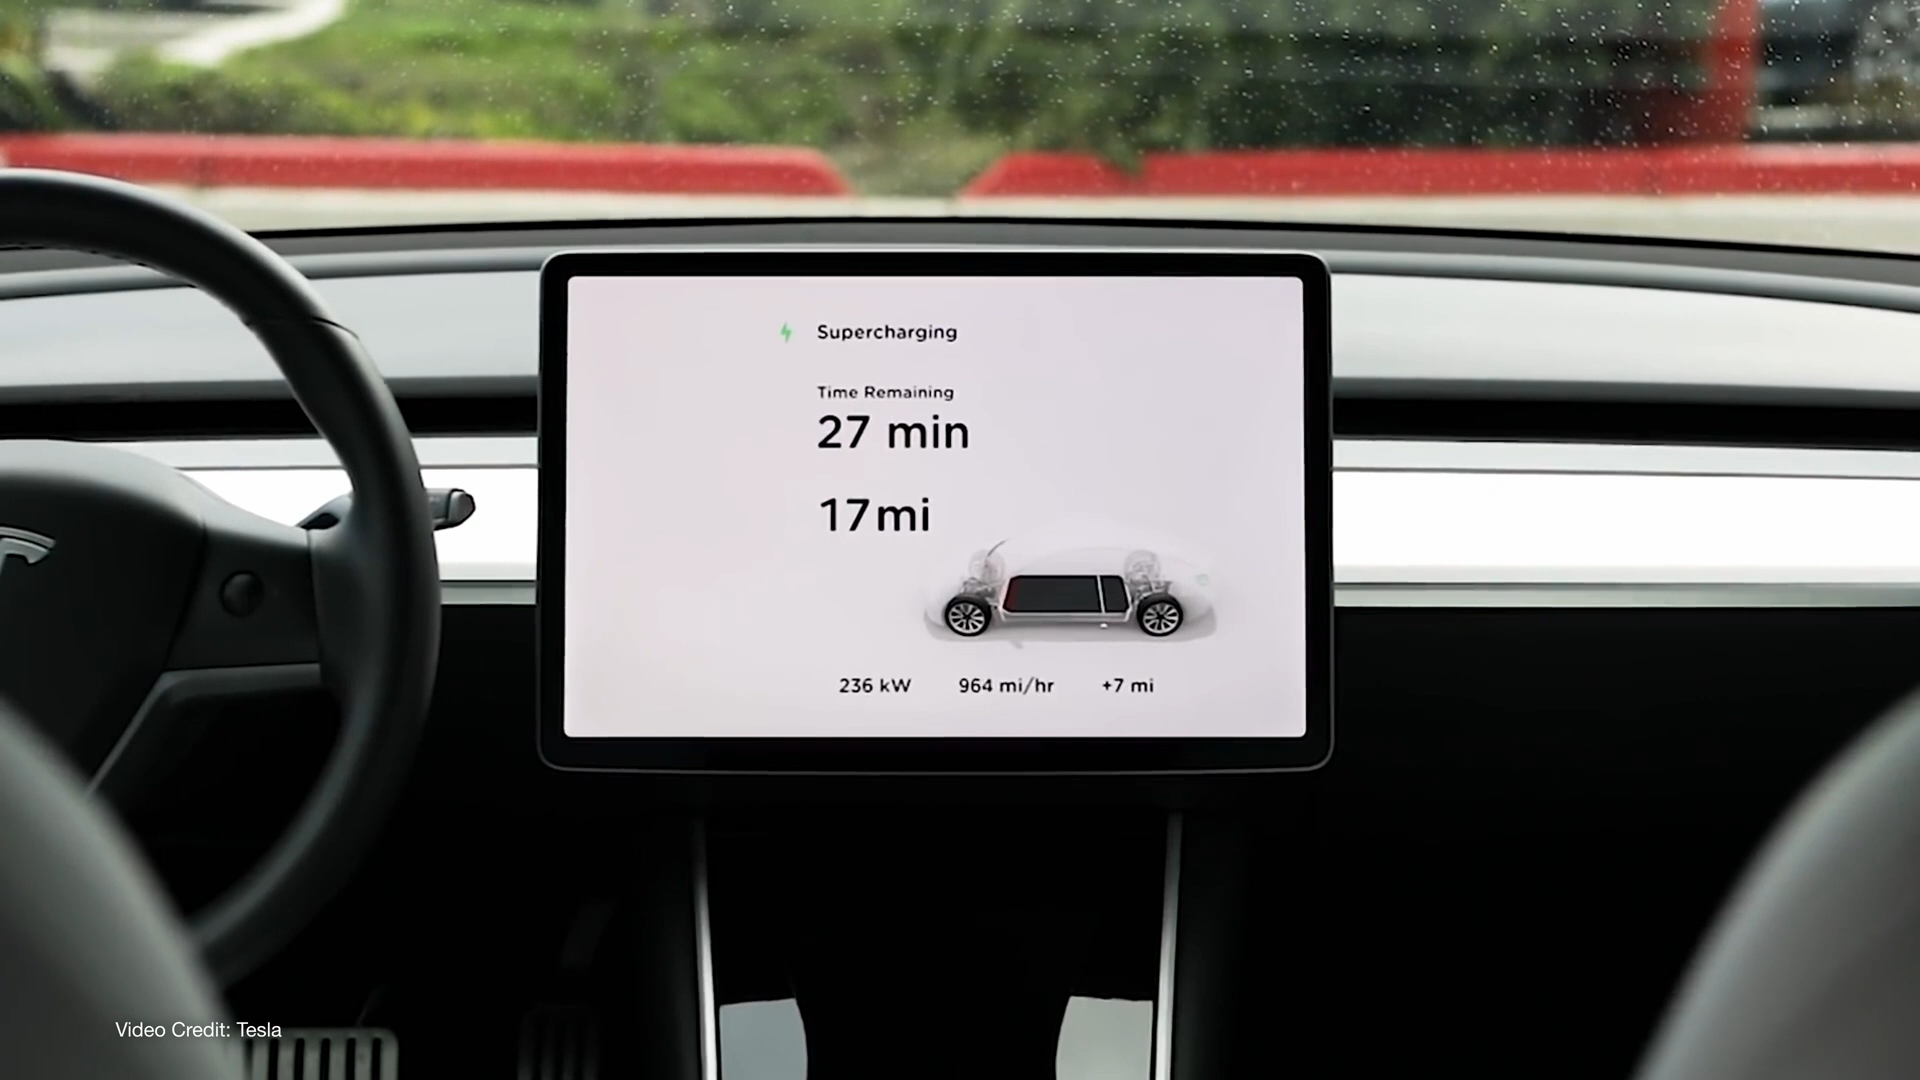 Supercharging
Time Remaining
27 min
17 mi
236 kW 964 mi/hr +7 mi
Video Credit: Tesla